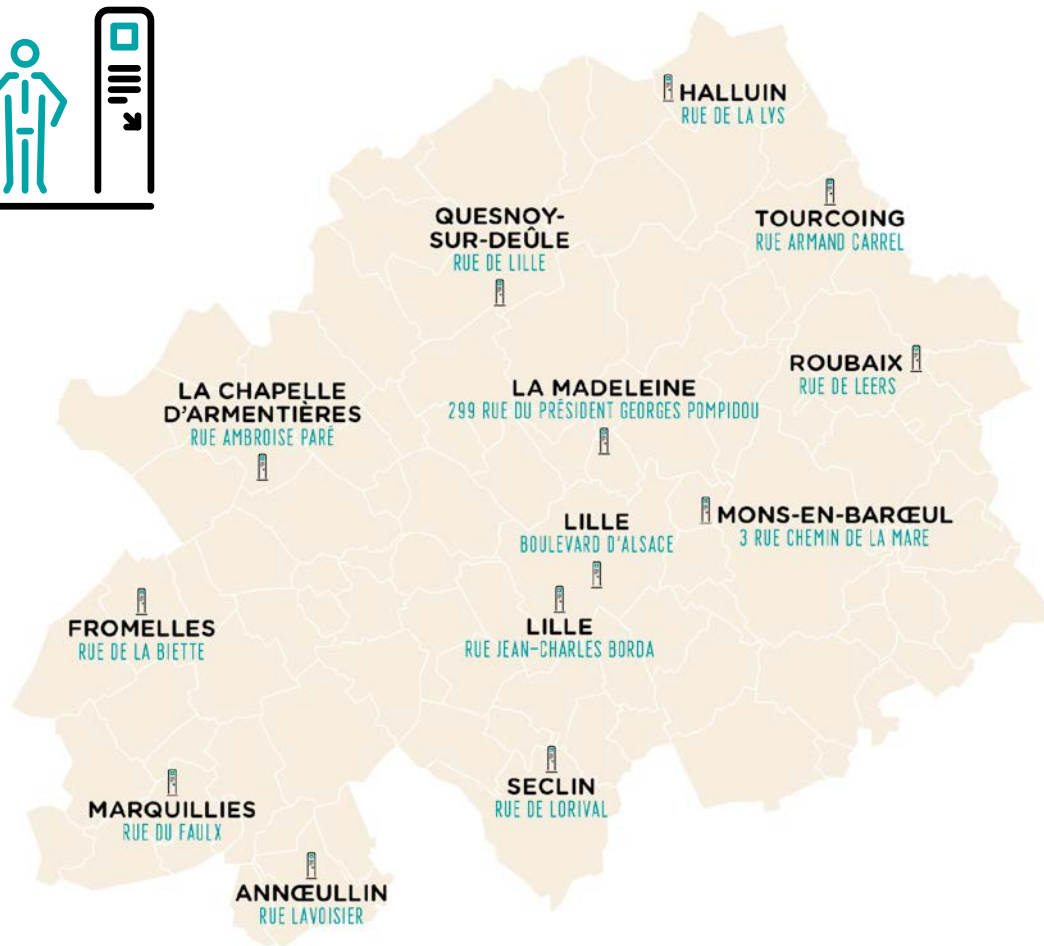 HALLUIN
RUE DE LA LYS
TOURCOING
RUE ARMAND CARREL
QUESNOY-
SUR-DEÛLE
RUE DE LILLE
ROUBAIX
RUE DE LEERS
LA CHAPELLE
D'ARMENTIÈRES
RUE AMBROISE PARÉ
LA MADELEINE
299 RUE DU PRÉSIDENT GEORGES POMPIDOU
MONS-EN-BARŒUL
3 RUE CHEMIN DE LA MARE
LILLE
BOULEVARD D'ALSACE
LILLE
RUE JEAN-CHARLES BORDA
FROMELLES
RUE DE LA BIETTE
SECLIN
RUE DE LORIVAL
MARQUILLIES
RUE DU FAULX
ANNŒULLIN
RUE LAVOISIER